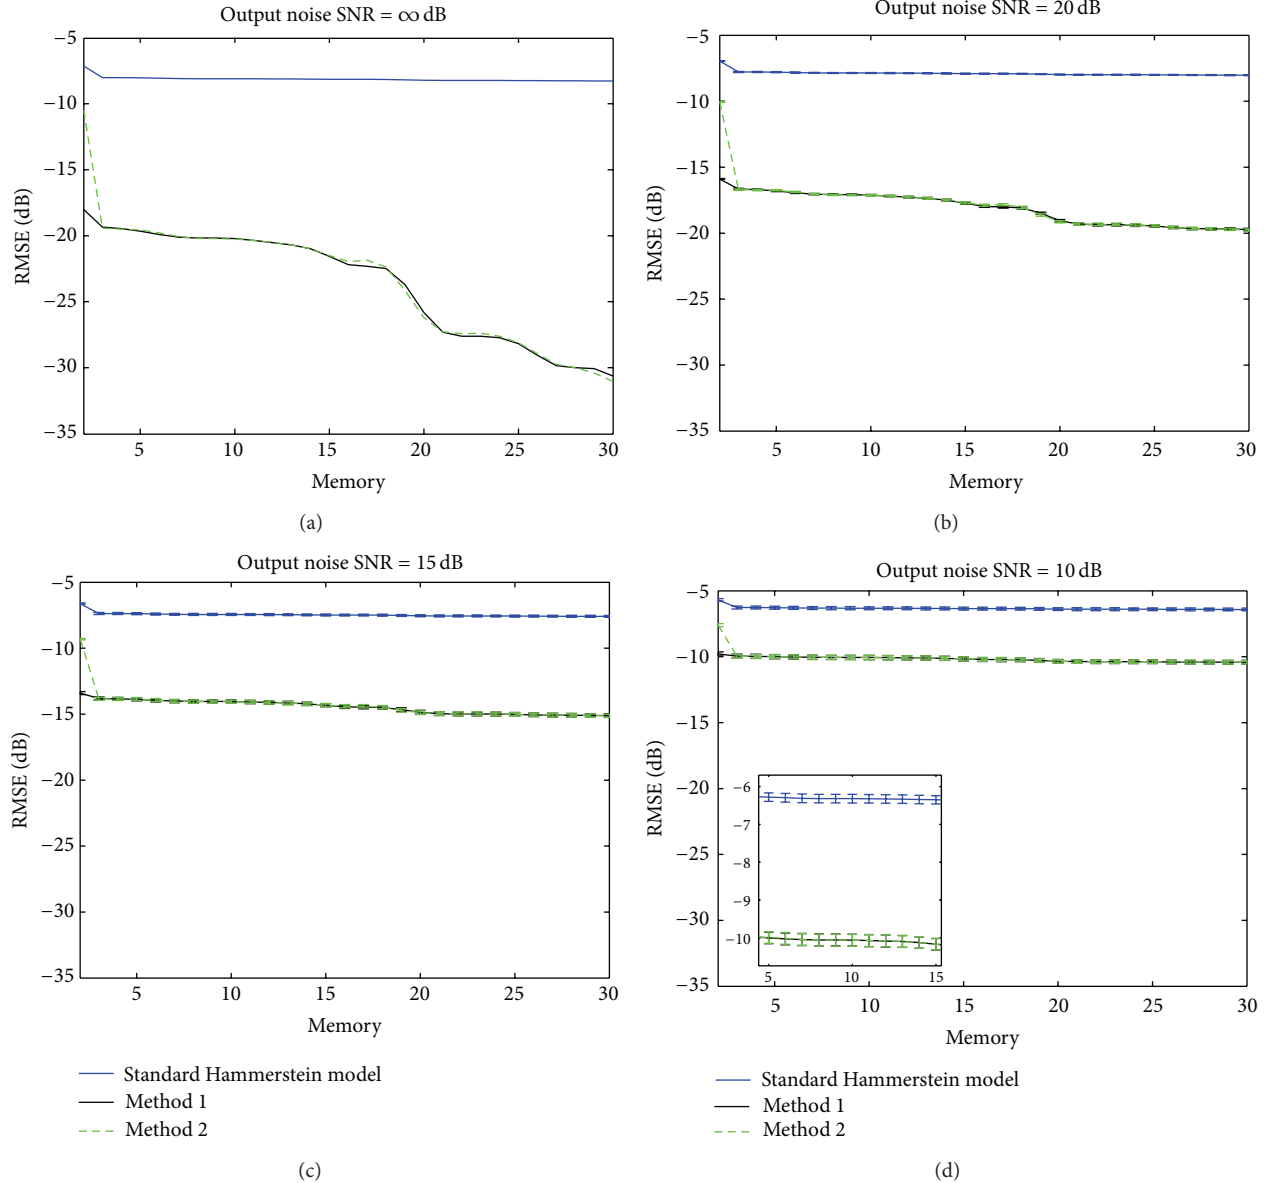 Output noise SNR = ∞ dB
−5
−10
−15
−20
−25
−30
−35
RMSE (dB)
5 10 15 20 25 30
Memory
(a)
Output noise SNR = 20 dB
−5
−10
−15
−20
−25
−30
−35
RMSE (dB)
5 10 15 20 25 30
Memory
(b)
Output noise SNR = 15 dB
−5
−10
−15
−20
−25
−30
−35
RMSE (dB)
5 10 15 20 25 30
Memory
Standard Hammerstein model
Method 1
Method 2
(c)
Output noise SNR = 10 dB
−5
−10
−15
−20
−25
−30
−35
RMSE (dB)
−6
−7
−8
−9
−10
5 10 15
5 10 15 20 25 30
Memory
Standard Hammerstein model
Method 1
Method 2
(d)